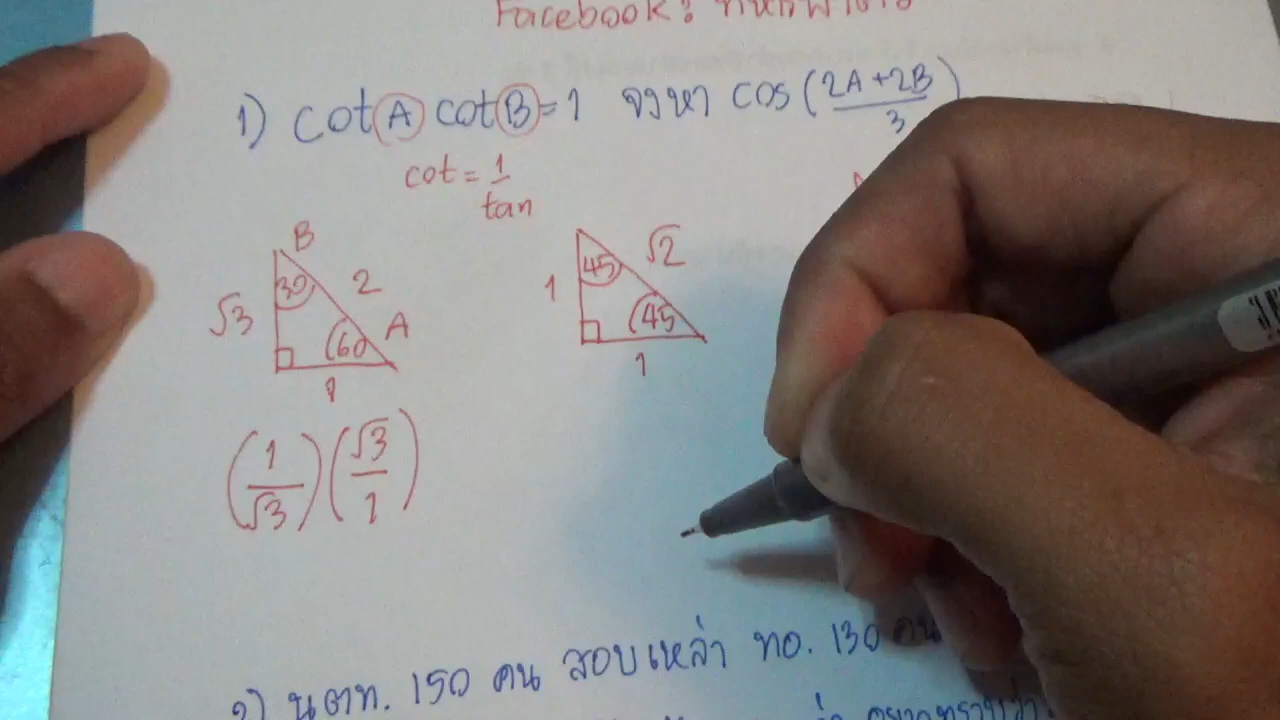 Facebook:
1) cot A cot B = 1 จงหา cos (2A+2B/3)
cot = 1/tan
B
30
2
√3
60
A
1
45
√2
1
45
1
(1/√3)(√3/1)
2) นตท. 150 คน สอบเหล่า ทอ. 130 คน